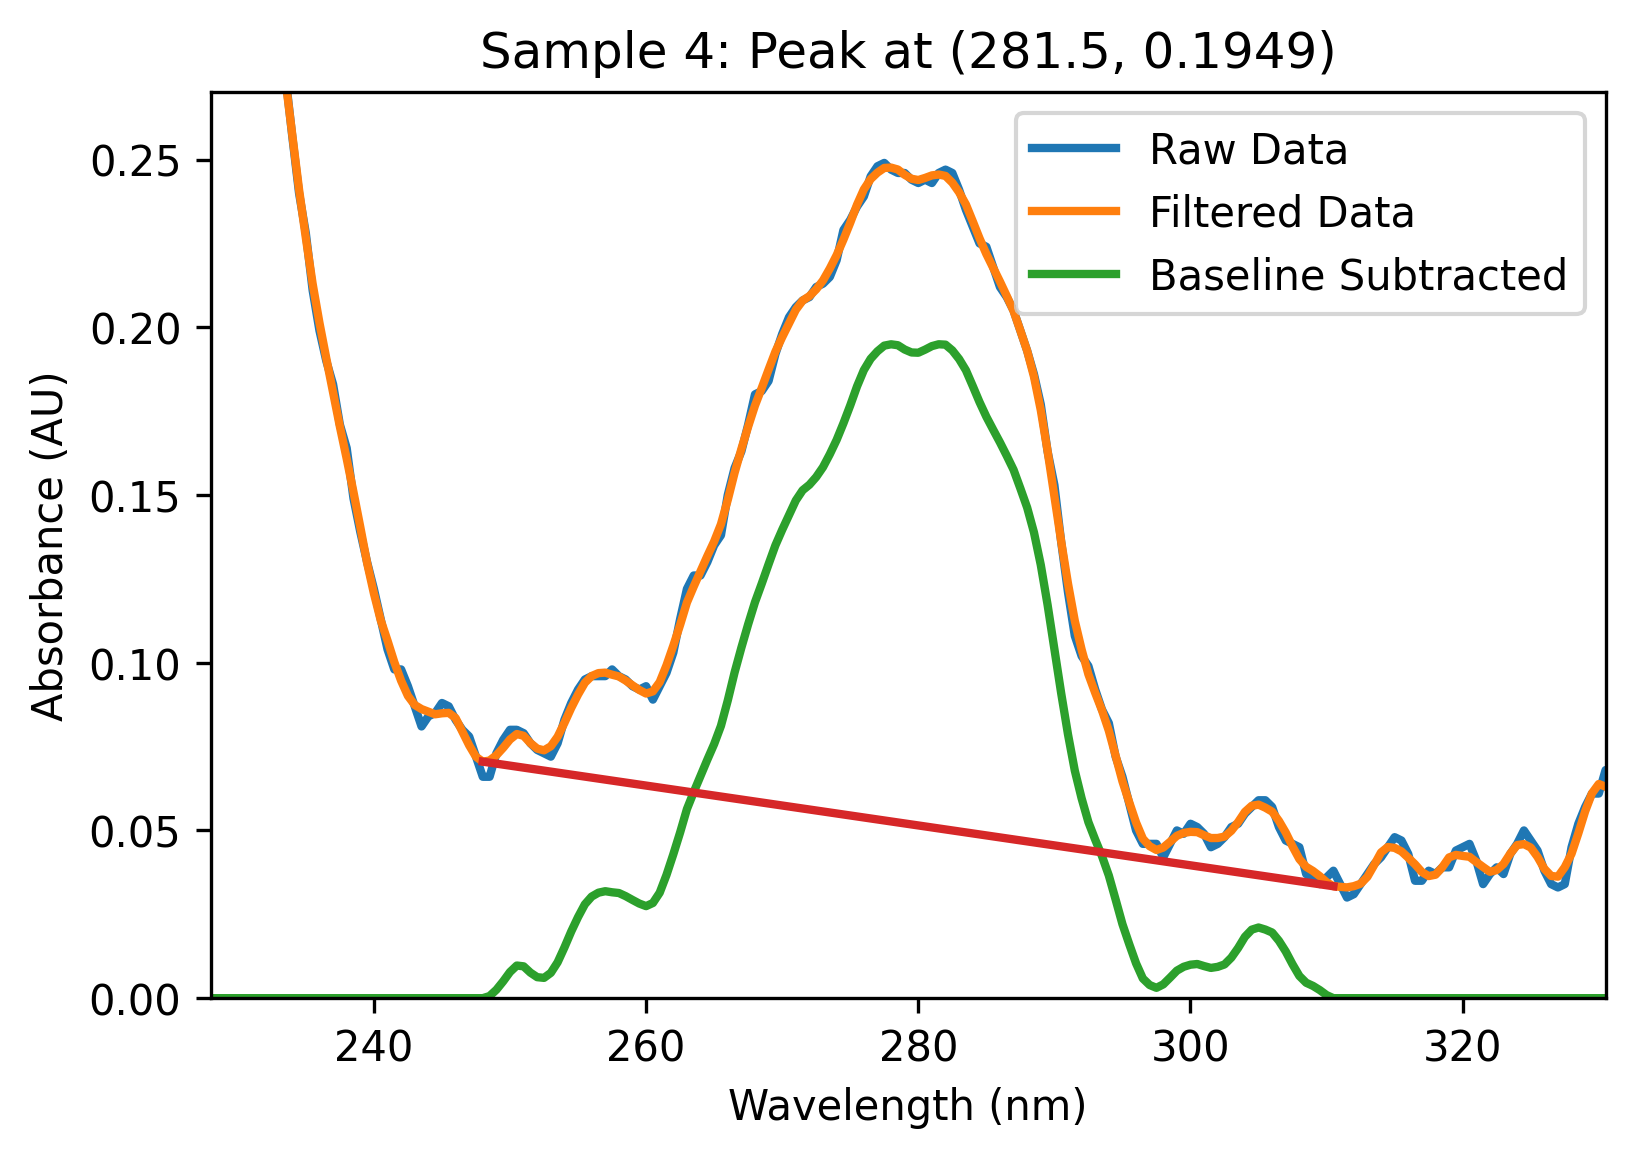 Sample 4: Peak at (281.5, 0.1949)
Raw Data
Filtered Data
Baseline Subtracted
Absorbance (AU)
0.25
0.20
0.15
0.10
0.05
0.00
240 260 280 300 320
Wavelength (nm)